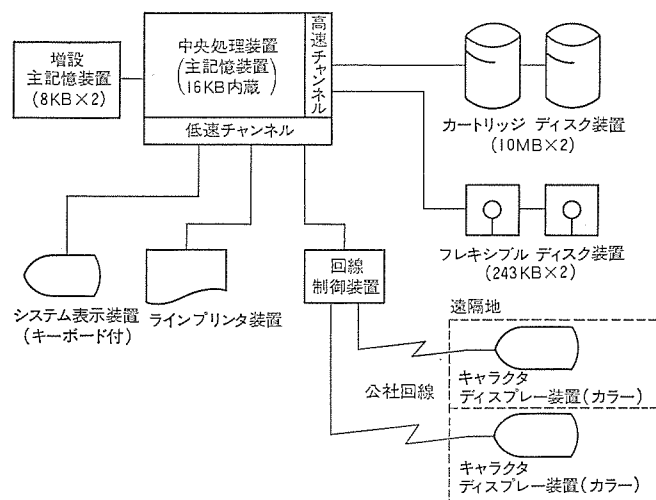 増設
主記憶装置
(8KB×2)
中央処理装置
(主記憶装置)
16KB内蔵
高速チャンネル
低速チャンネル
カートリッジ ディスク装置
(10MB×2)
フレキシブル ディスク装置
(243KB×2)
システム表示装置
(キーボード付)
ラインプリンタ装置
回線
制御装置
遠隔地
キャラクタ
ディスプレー装置(カラー)
公社回線
キャラクタ
ディスプレー装置(カラー)